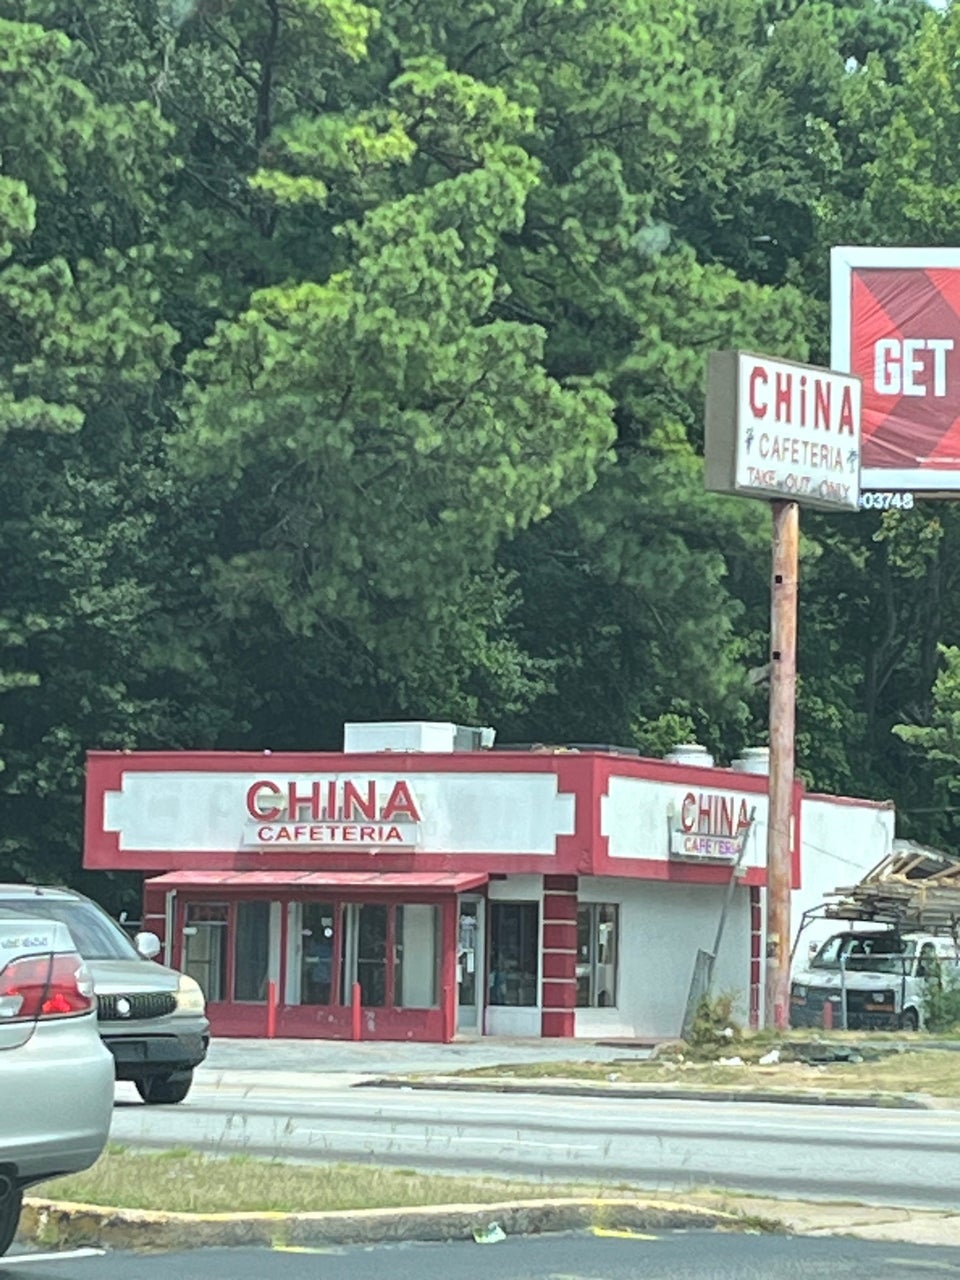 GET
CHiNA
CAFETERIA
TAKE OUT ONLY
03748
CHINA
CAFETERIA
CHINA
CAFETERIA